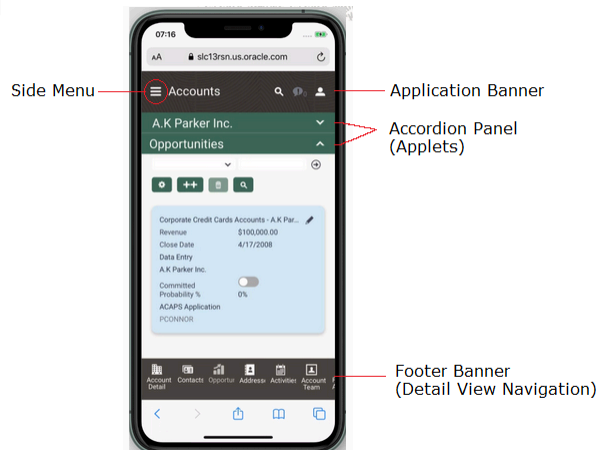 07:16
AA slc13rsn.us.oracle.com
Side Menu
Accounts
Application Banner
A.K Parker Inc.
Opportunities
Accordion Panel
(Applets)
Corporate Credit Cards Accounts - A.K Par...
Revenue $100,000.00
Close Date 4/17/2008
Data Entry
A.K Parker Inc.
Committed
Probability % 0%
ACAPS Application
PCONNOR
Footer Banner
(Detail View Navigation)
Account Detail
Contacts
Opportu
Address
Activities
Account Team